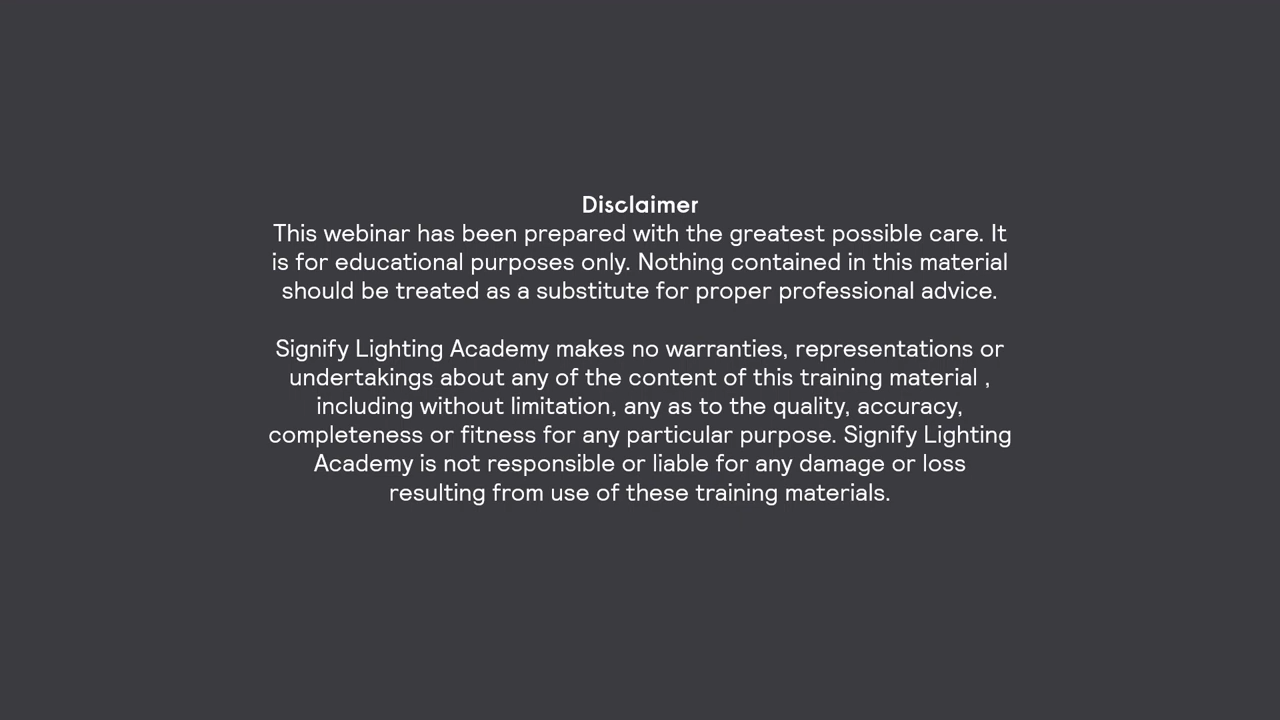 Disclaimer
This webinar has been prepared with the greatest possible care. It
is for educational purposes only. Nothing contained in this material
should be treated as a substitute for proper professional advice.
Signify Lighting Academy makes no warranties, representations or
undertakings about any of the content of this training material ,
including without limitation, any as to the quality, accuracy,
completeness or fitness for any particular purpose. Signify Lighting
Academy is not responsible or liable for any damage or loss
resulting from use of these training materials.